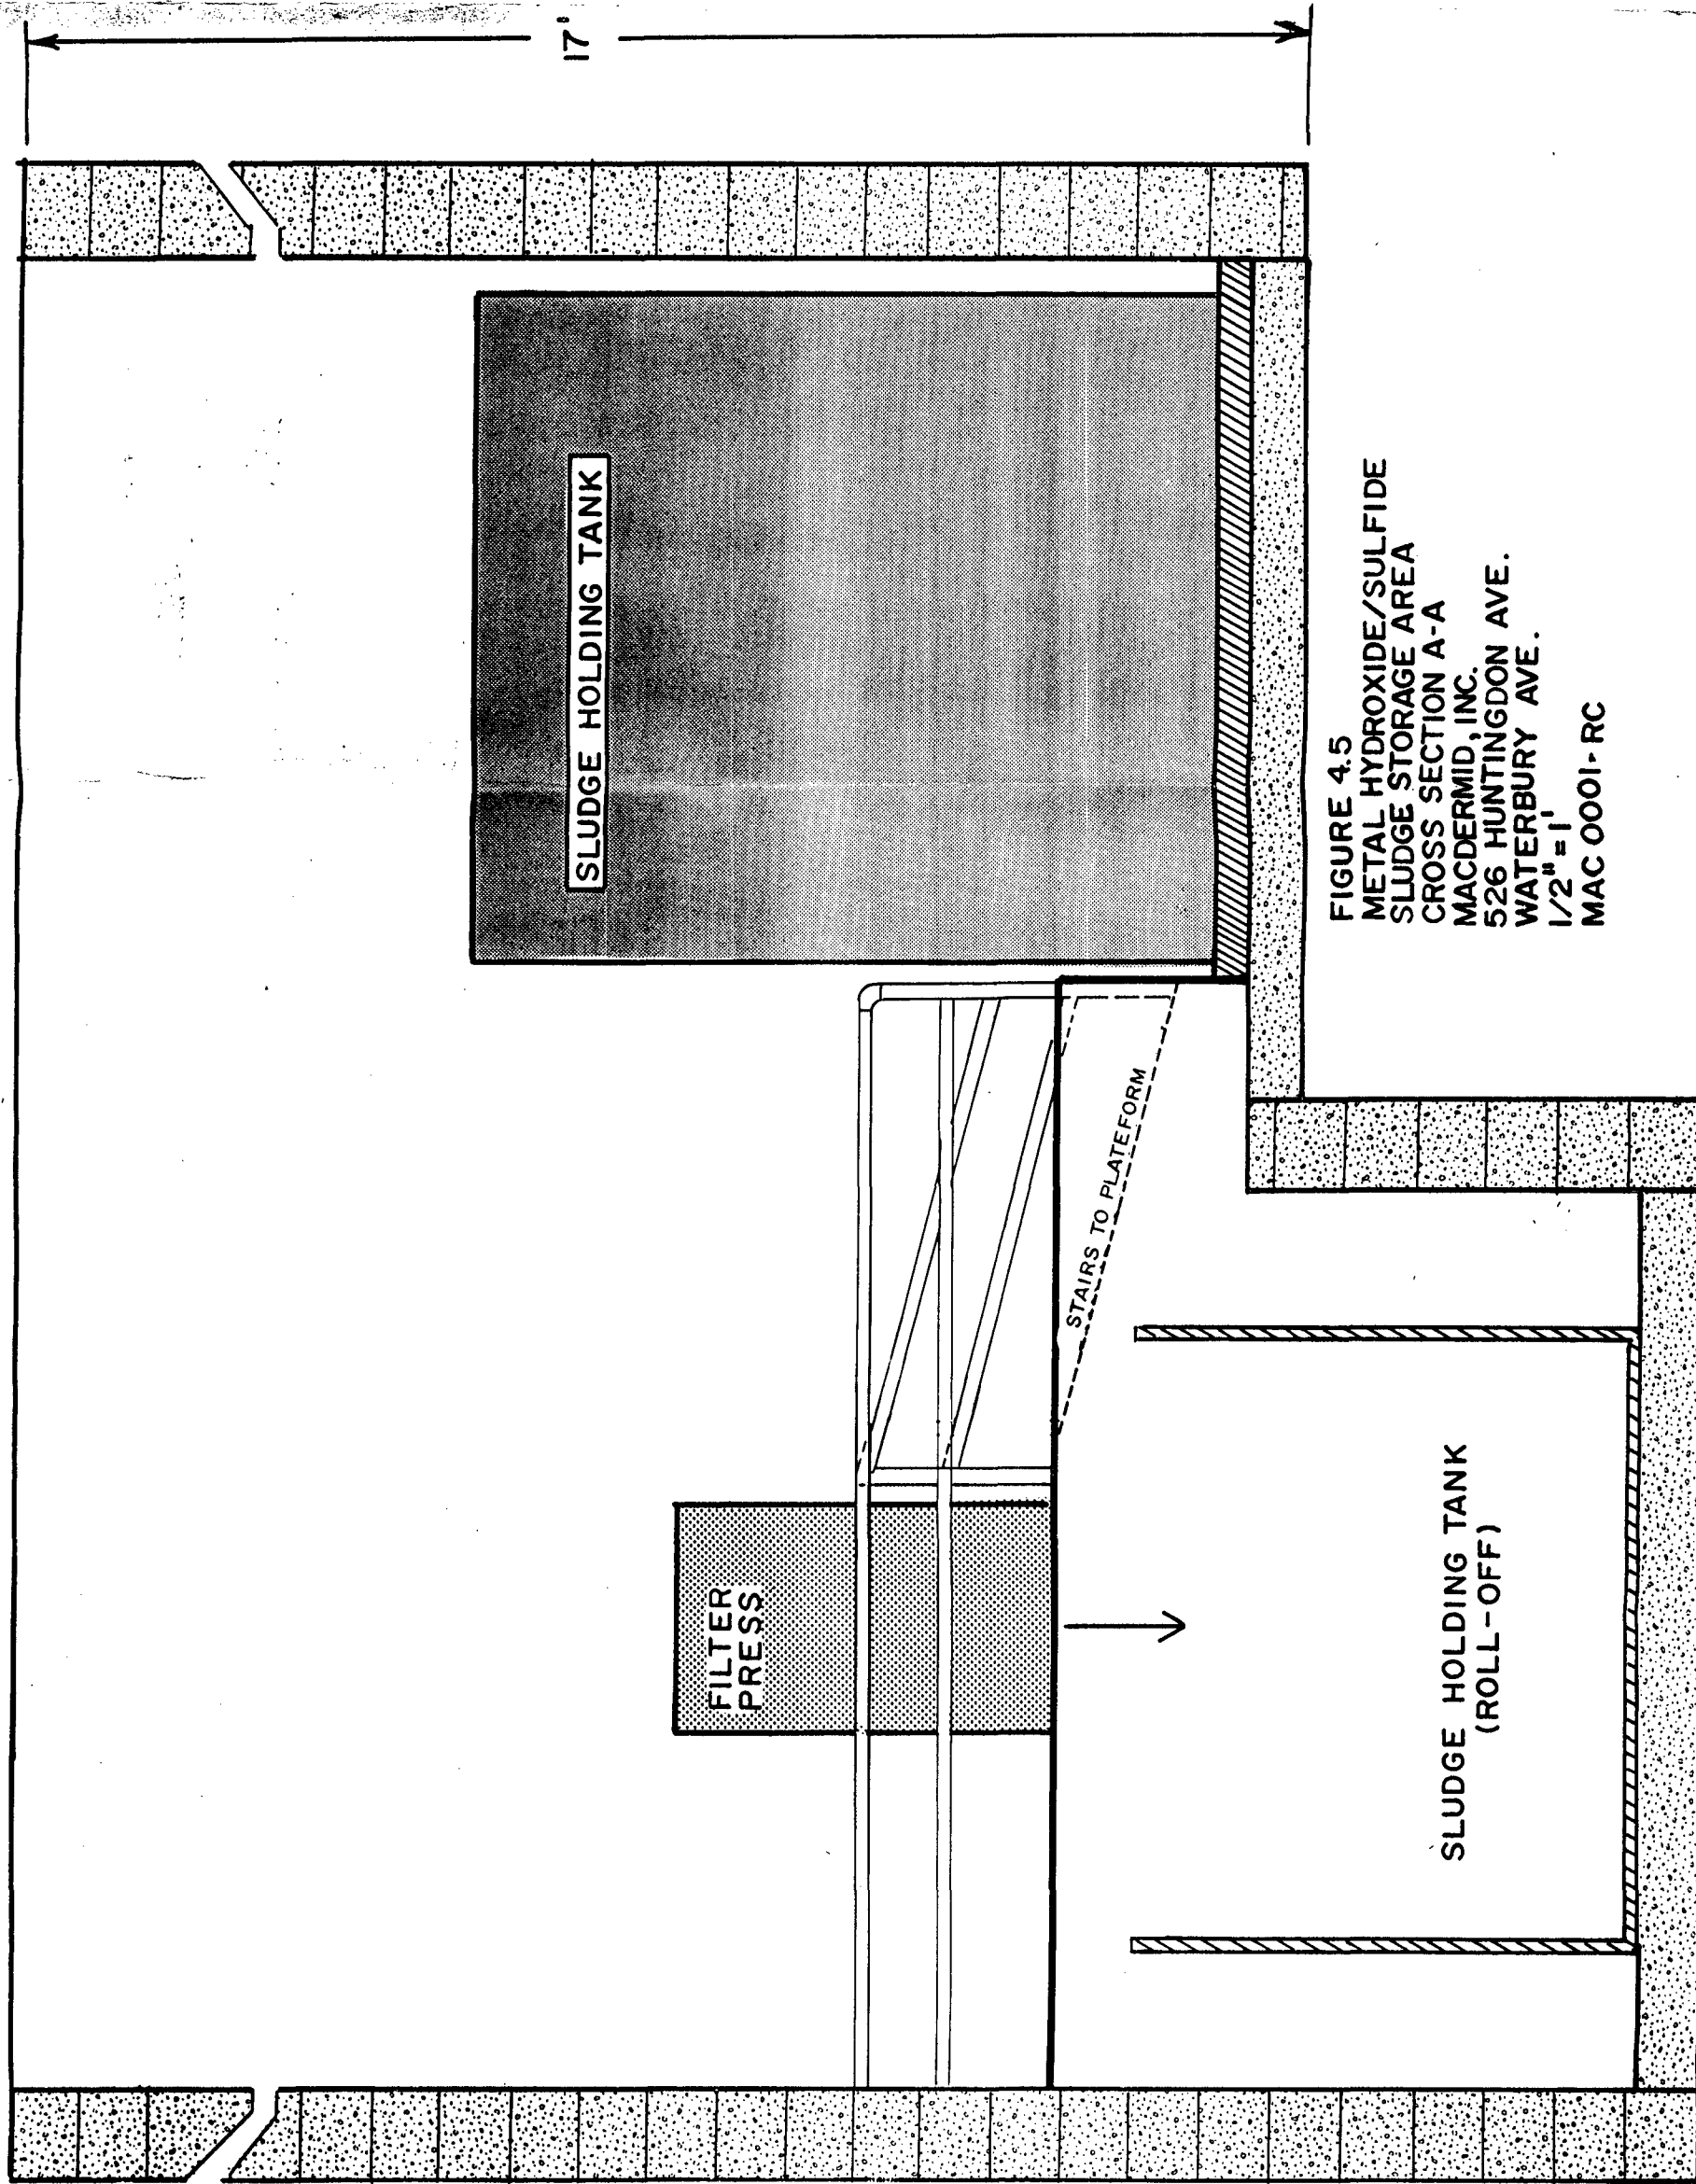 17'
SLUDGE HOLDING TANK
FILTER
PRESS
STAIRS TO PLATEFORM
SLUDGE HOLDING TANK
(ROLL-OFF)
FIGURE 4.5
METAL HYDROXIDE/SULFIDE
SLUDGE STORAGE AREA
CROSS SECTION A-A
MACDERMID, INC.
526 HUNTINGDON AVE.
WATERBURY AVE.
1/2" = 1'
MAC 0001-RC